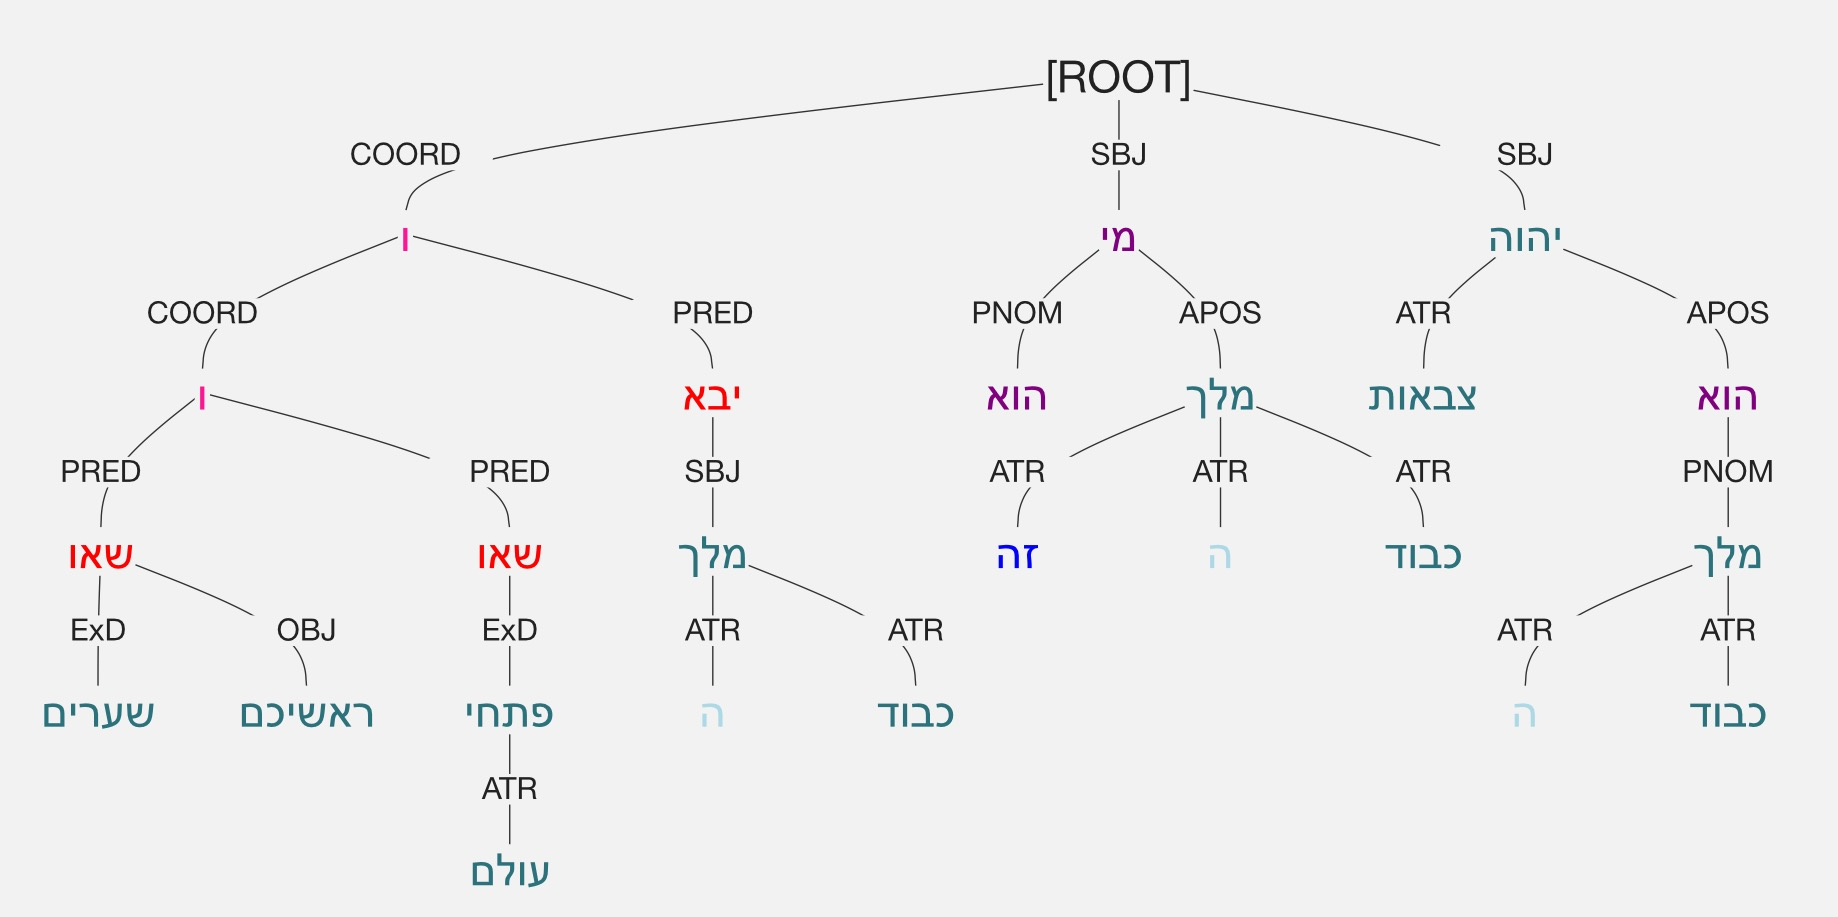 [ROOT]
COORD SBJ SBJ
ו מי יהוה
COORD PRED PNOM APOS ATR APOS
ו יבא הוא מלך צבאות הוא
PRED PRED SBJ ATR ATR ATR PNOM
שאו שאו מלך זה ה כבוד מלך
ExD OBJ ExD ATR ATR ATR ATR
שערים ראשיכם פתחי ה כבוד ה כבוד
ATR
עולם